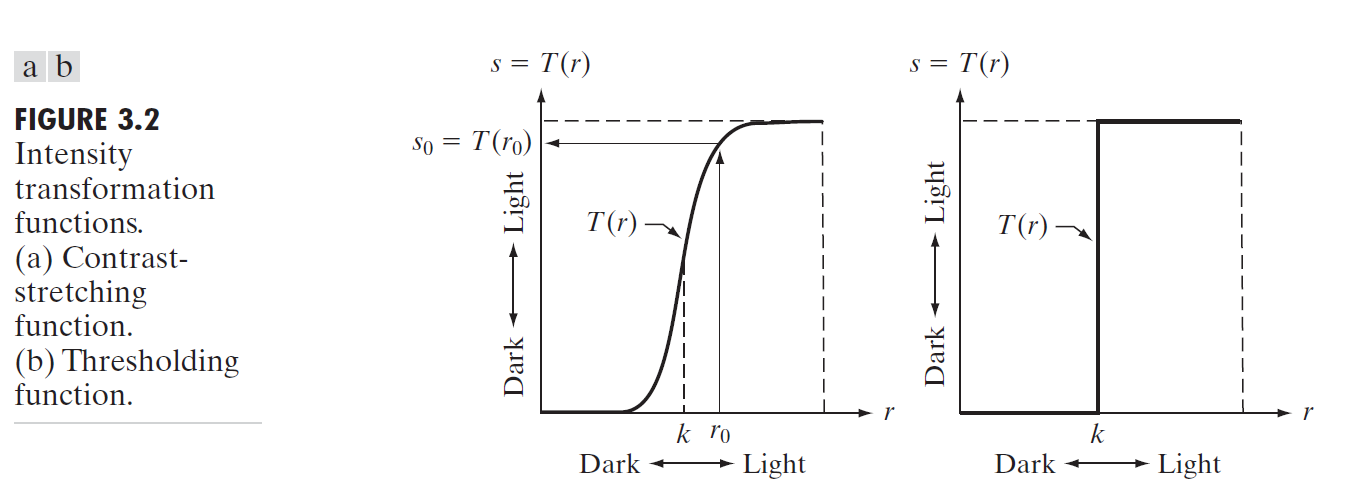 a b
FIGURE 3.2
Intensity
transformation
functions.
(a) Contrast-
stretching
function.
(b) Thresholding
function.
s = T(r)
s₀ = T(r₀)
Dark Light
T(r)
k r₀
r
Dark Light
s = T(r)
Dark Light
T(r)
k
r
Dark Light